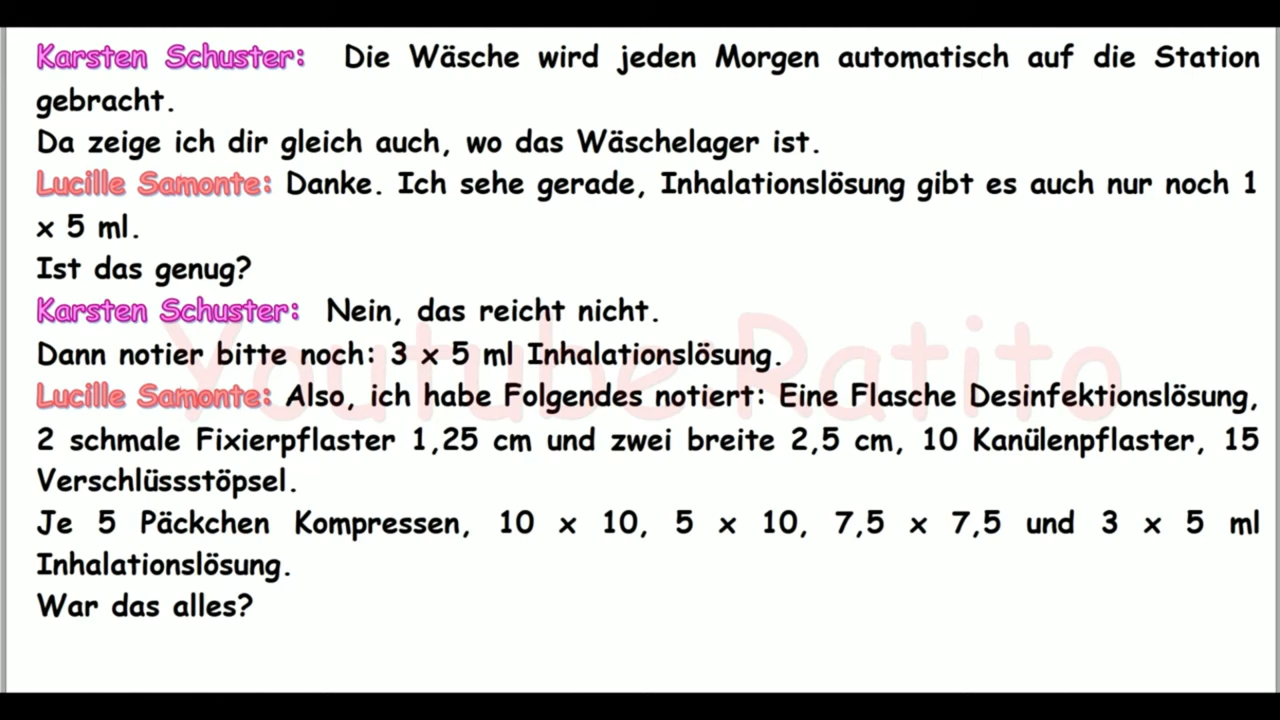 Karsten Schuster: Die Wäsche wird jeden Morgen automatisch auf die Station
gebracht.
Da zeige ich dir gleich auch, wo das Wäschelager ist.
Lucille Samonte: Danke. Ich sehe gerade, Inhalationslösung gibt es auch nur noch 1
x 5 ml.
Ist das genug?
Karsten Schuster: Nein, das reicht nicht.
Dann notier bitte noch: 3 x 5 ml Inhalationslösung.
Youtube:Ratito
Lucille Samonte: Also, ich habe Folgendes notiert: Eine Flasche Desinfektionslösung,
2 schmale Fixierpflaster 1,25 cm und zwei breite 2,5 cm, 10 Kanülenpflaster, 15
Verschlüssstöpsel.
Je 5 Päckchen Kompressen, 10 x 10, 5 x 10, 7,5 x 7,5 und 3 x 5 ml
Inhalationslösung.
War das alles?